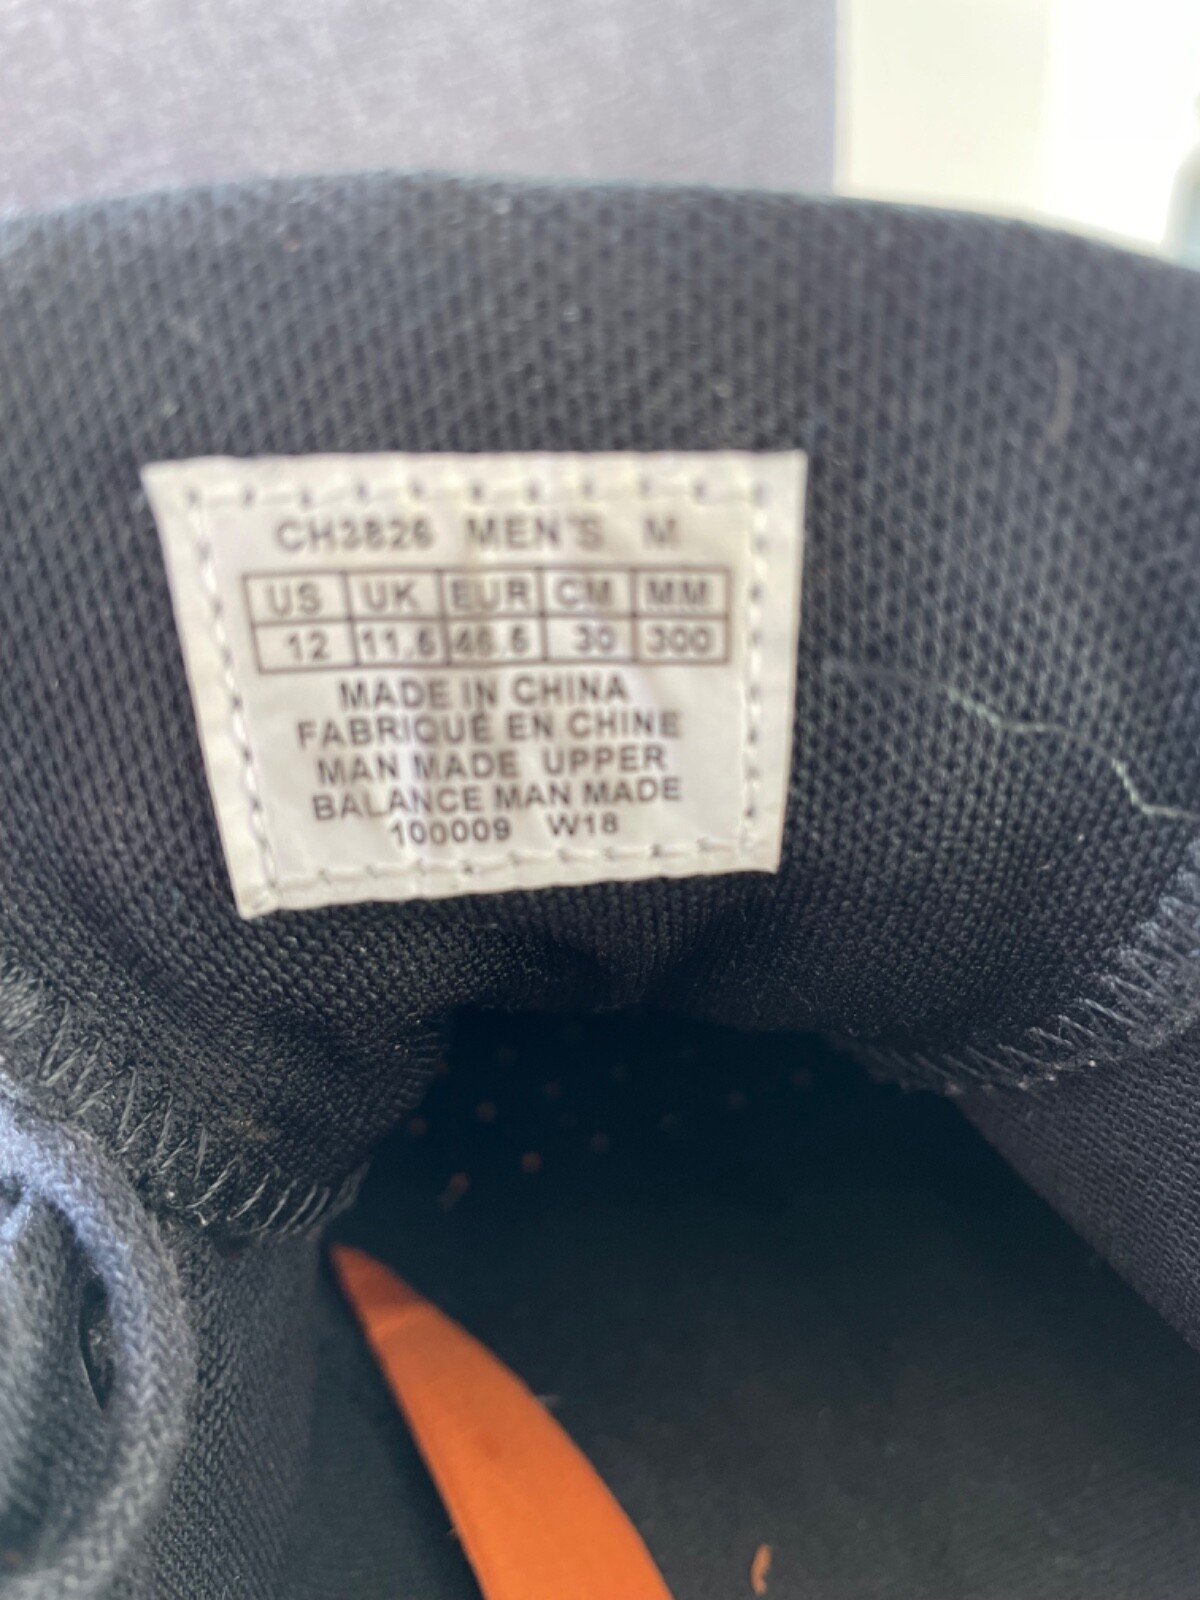 CH3826 MEN'S M
US UK EUR CM MM
12 11.5 46.5 30 300
MADE IN CHINA
FABRIQUÉ EN CHINE
MAN MADE UPPER
BALANCE MAN MADE
100009 W18